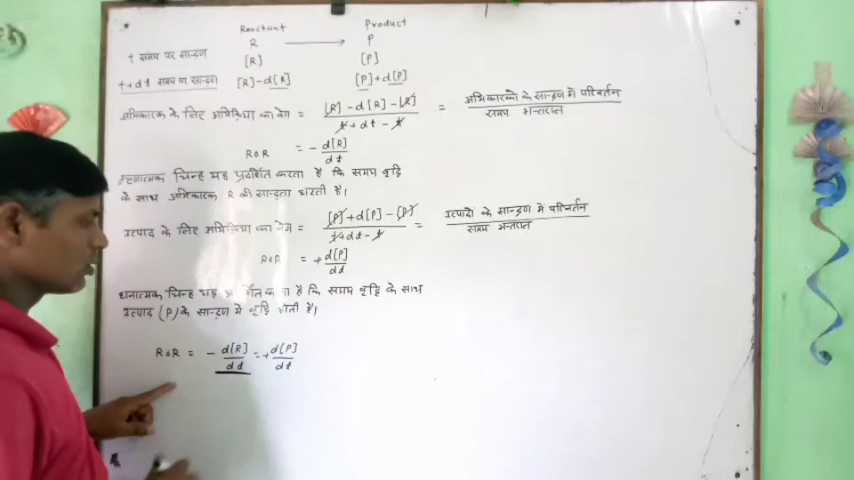 Reactant Product
R → P
t समय पर सान्द्रण [R] [P]
t+dt समय पर सान्द्रण [R]-d[R] [P]+d[P]
अभिकारक के लिए अभिक्रिया का वेग = [R]-d[R]-[R] / t+dt-t = अभिकारको के सान्द्रण में परिवर्तन / समय अन्तराल
ROR = - d[R]/dt
ऋणात्मक चिन्ह यह प्रदर्शित करता है कि समय वृद्धि
के साथ अभिकारक R की सान्द्रता घटती है।
उत्पाद के लिए अभिक्रिया का वेग = [P]+d[P]-[P] / t+dt-t = उत्पादो के सान्द्रण में परिवर्तन / समय अन्तराल
ROR = + d[P]/dt
धनात्मक चिन्ह यह है कि समय वृद्धि के साथ
उत्पाद (P) के सान्द्रण मे वृद्धि होती है।
ROR = - d[R]/dt = + d[P]/dt